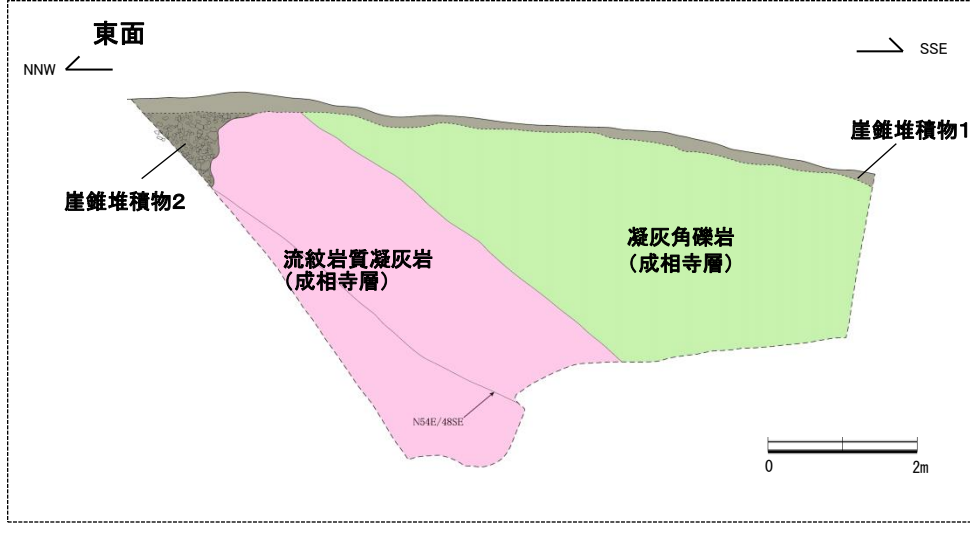 東面
NNW
SSE
崖錐堆積物1
崖錐堆積物2
凝灰角礫岩
（成相寺層）
流紋岩質凝灰岩
（成相寺層）
N54E/48SE
0 2m